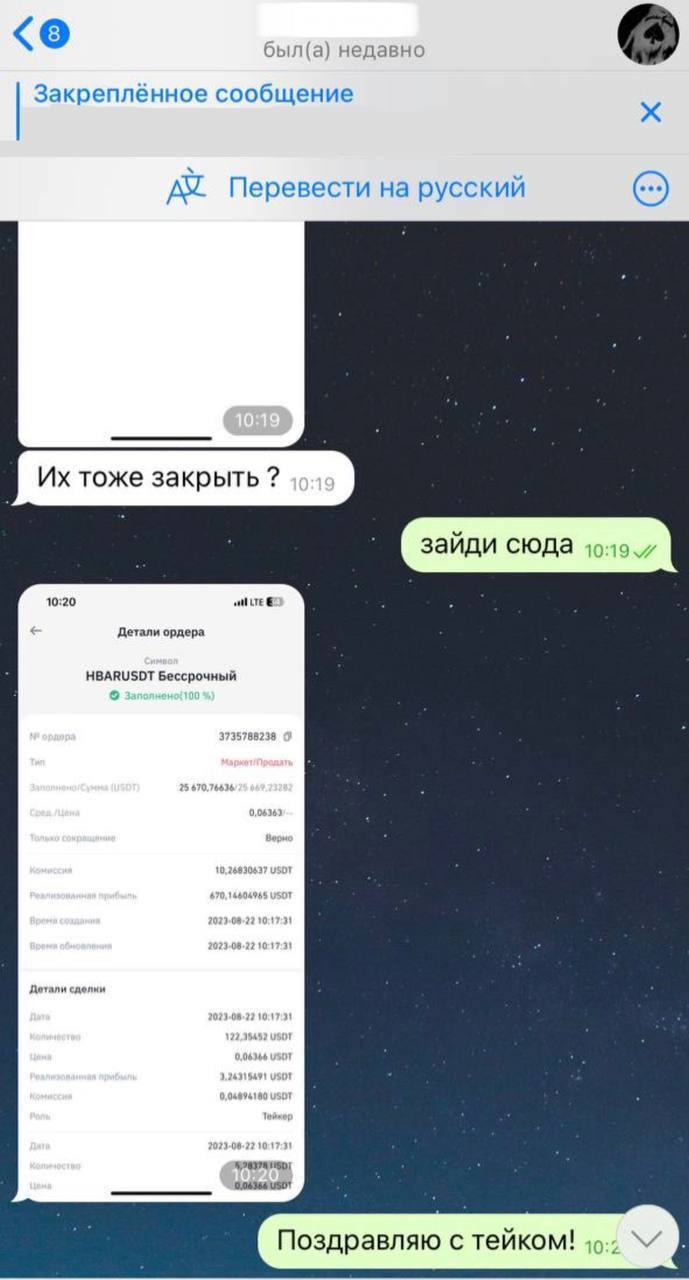 8
был(а) недавно
Закреплённое сообщение
Перевести на русский
10:19
Их тоже закрыть ? 10:19
зайди сюда 10:19
10:20 LTE
Детали ордера
Символ
HBARUSDT Бессрочный
Заполнено(100 %)
№ ордера 3735788238
Тип Маркет/Продать
Заполнено/Сумма (USDT) 25 670,76636/25 669,23282
Сред./Цена 0,06363/--
Только сокращение Верно
Комиссия 10,26830637 USDT
Реализованная прибыль 670,14604965 USDT
Время создания 2023-08-22 10:17:31
Время обновления 2023-08-22 10:17:31
Детали сделки
Дата 2023-08-22 10:17:31
Количество 122,35452 USDT
Цена 0,06366 USDT
Реализованная прибыль 3,24315491 USDT
Комиссия 0,04894180 USDT
Роль Тейкер
Дата 2023-08-22 10:17:31
Количество 5,78378 USDT
10:20
Цена 0,06366 USDT
Поздравляю с тейком!